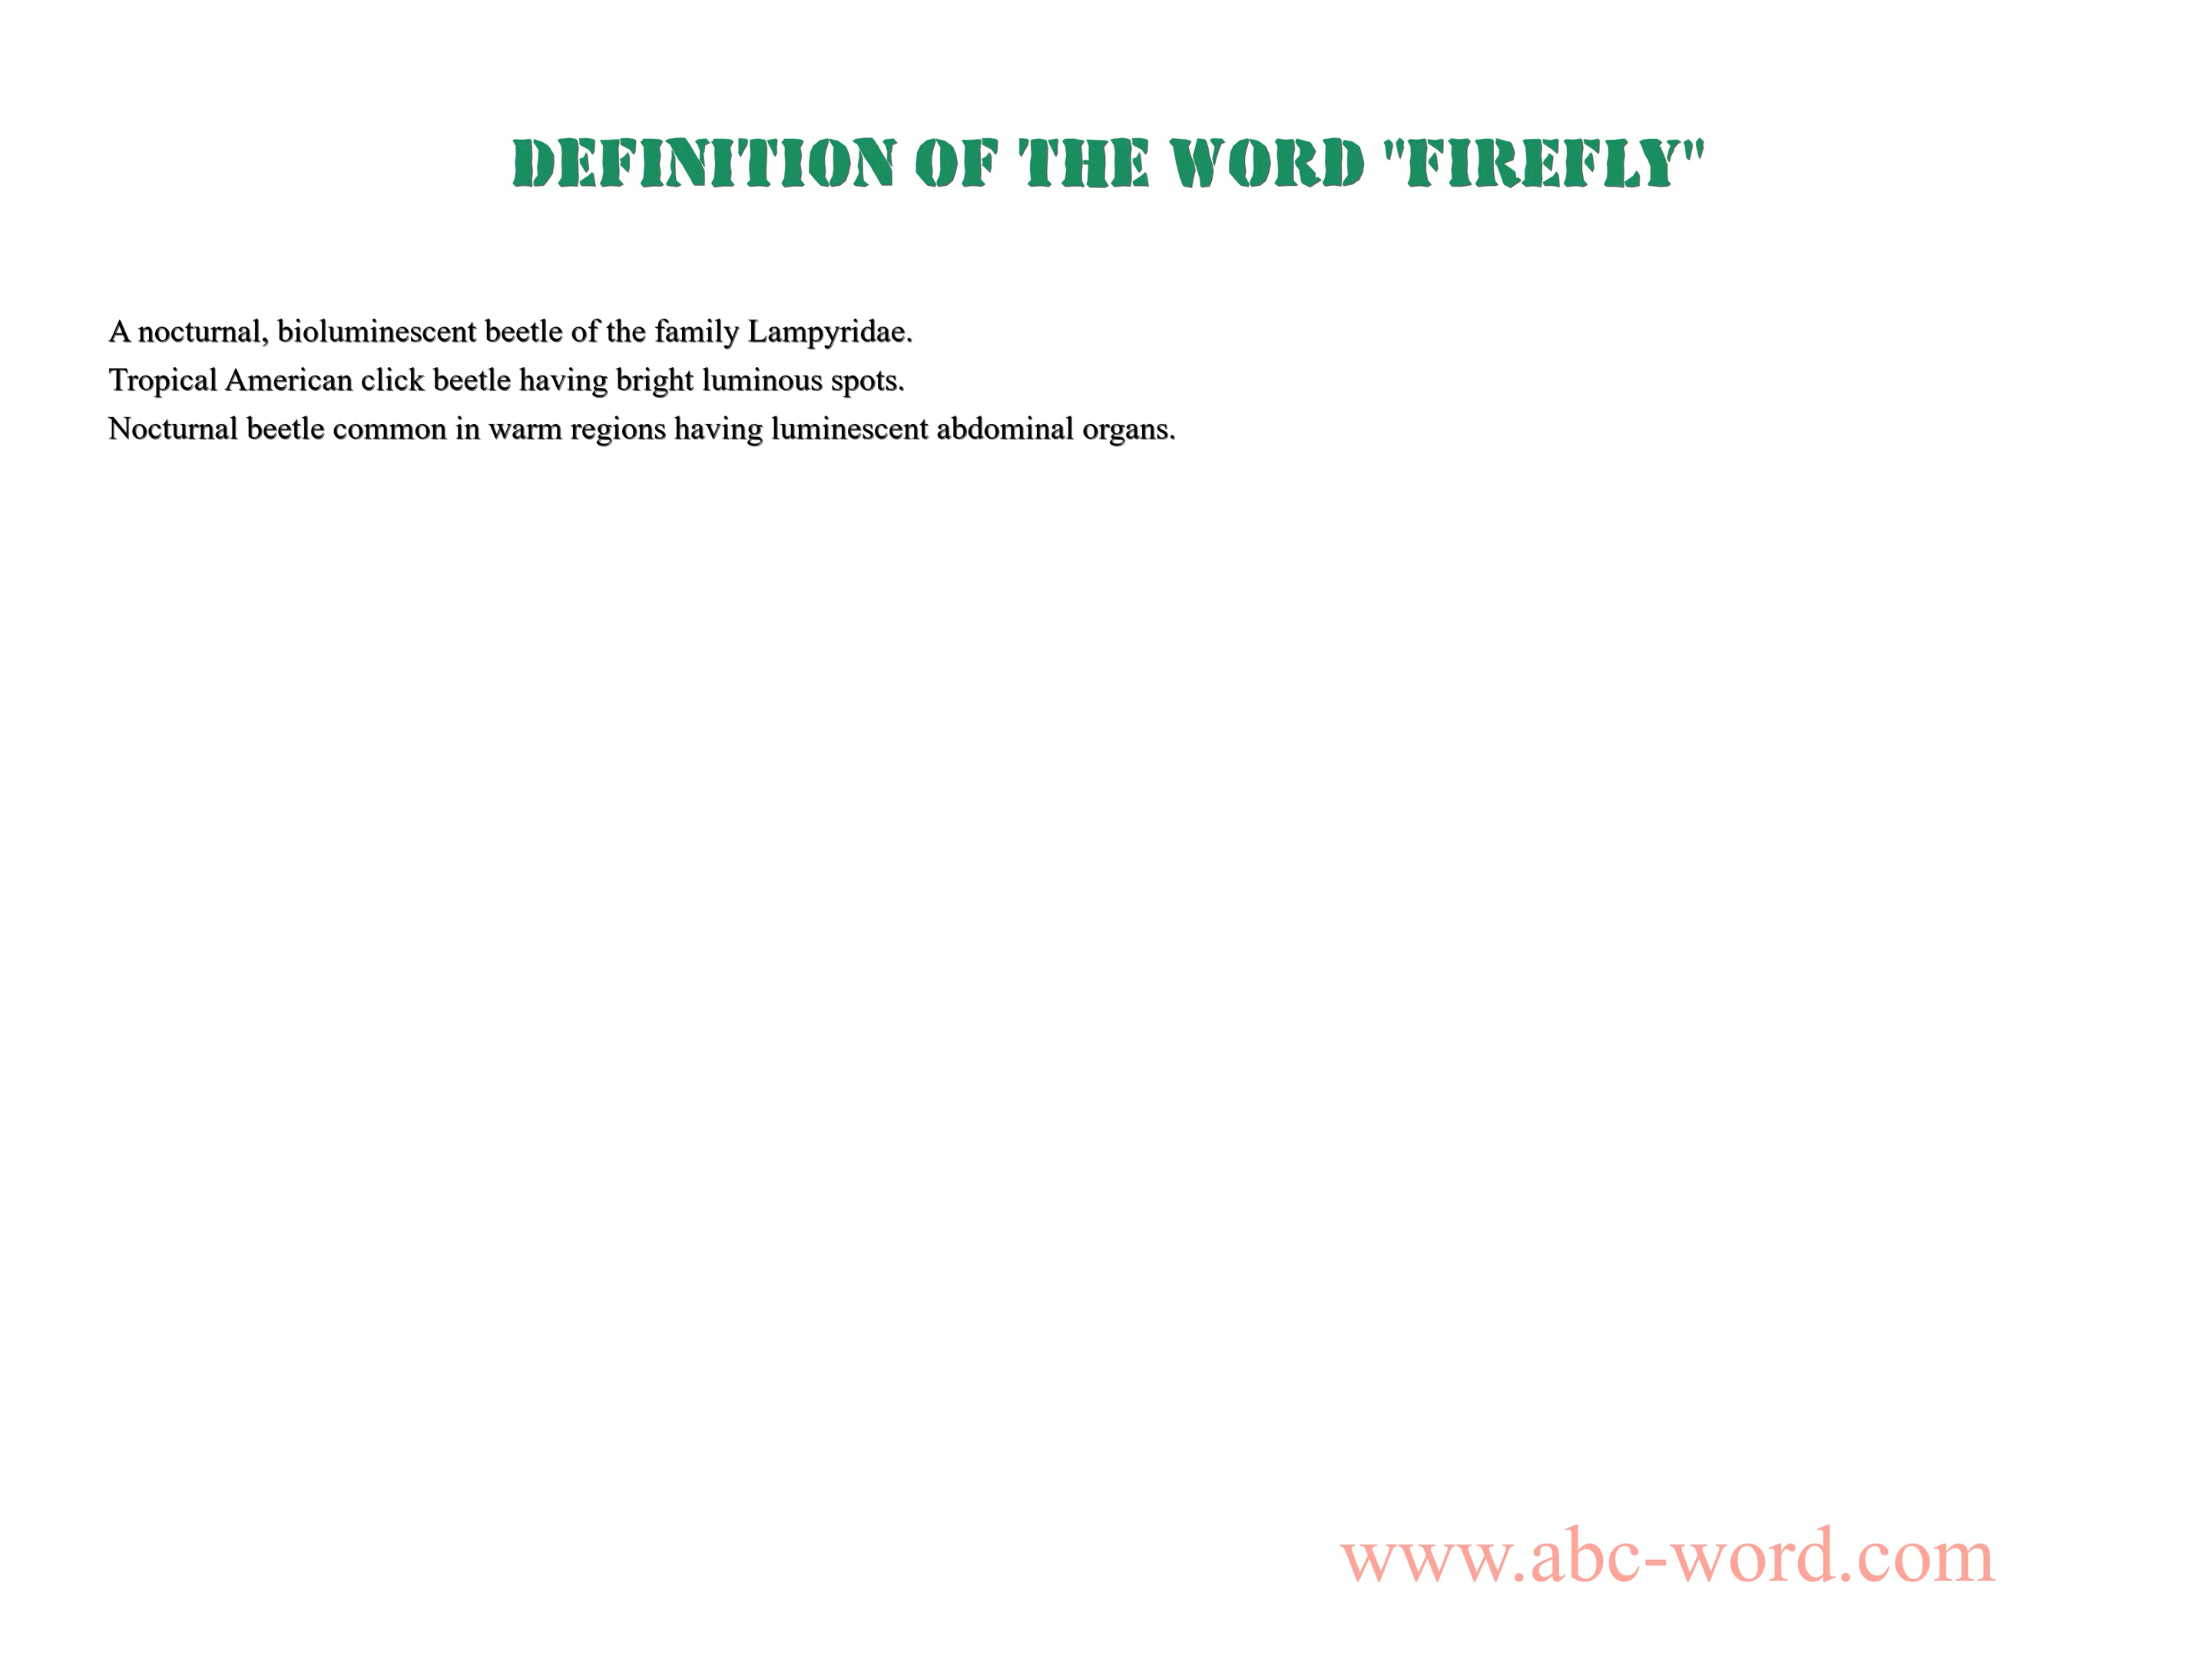 DEFINITION OF THE WORD "FIREFLY"
A nocturnal, bioluminescent beetle of the family Lampyridae.
Tropical American click beetle having bright luminous spots.
Nocturnal beetle common in warm regions having luminescent abdominal organs.
www.abc-word.com